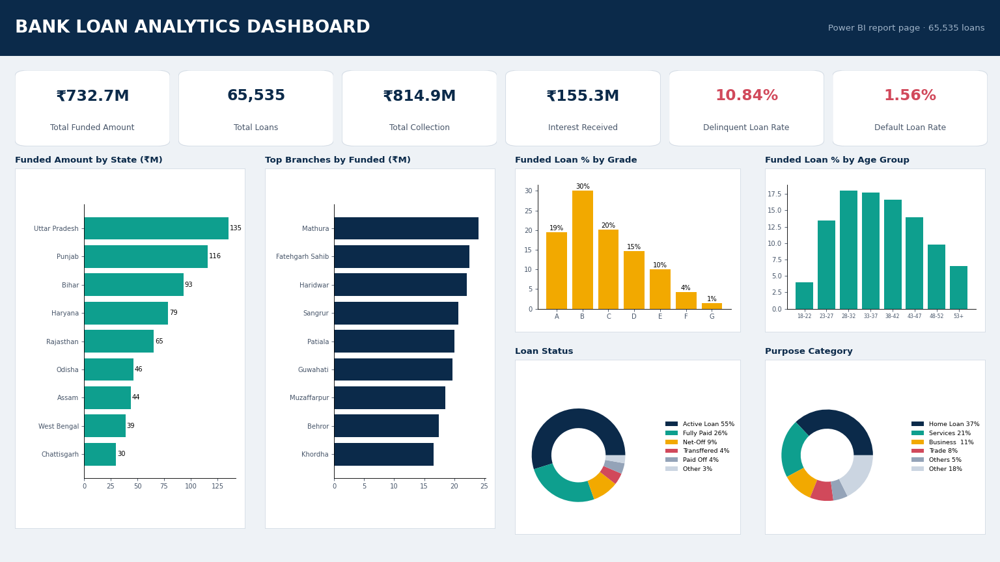 BANK LOAN ANALYTICS DASHBOARD
Power BI report page · 65,535 loans
₹732.7M
Total Funded Amount
65,535
Total Loans
₹814.9M
Total Collection
₹155.3M
Interest Received
10.84%
Delinquent Loan Rate
1.56%
Default Loan Rate
Funded Amount by State (₹M)
Uttar Pradesh 135
Punjab 116
Bihar 93
Haryana 79
Rajasthan 65
Odisha 46
Assam 44
West Bengal 39
Chattisgarh 30
0 25 50 75 100 125
Top Branches by Funded (₹M)
Mathura
Fatehgarh Sahib
Haridwar
Sangrur
Patiala
Guwahati
Muzaffarpur
Behror
Khordha
0 5 10 15 20 25
Funded Loan % by Grade
30
25
20
15
10
5
0
19% 30% 20% 15% 10% 4% 1%
A B C D E F G
Funded Loan % by Age Group
17.5
15.0
12.5
10.0
7.5
5.0
2.5
0.0
18-22 23-27 28-32 33-37 38-42 43-47 48-52 53+
Loan Status
Active Loan 55%
Fully Paid 26%
Net-Off 9%
Transffered 4%
Paid Off 4%
Other 3%
Purpose Category
Home Loan 37%
Services 21%
Business  11%
Trade 8%
Others 5%
Other 18%